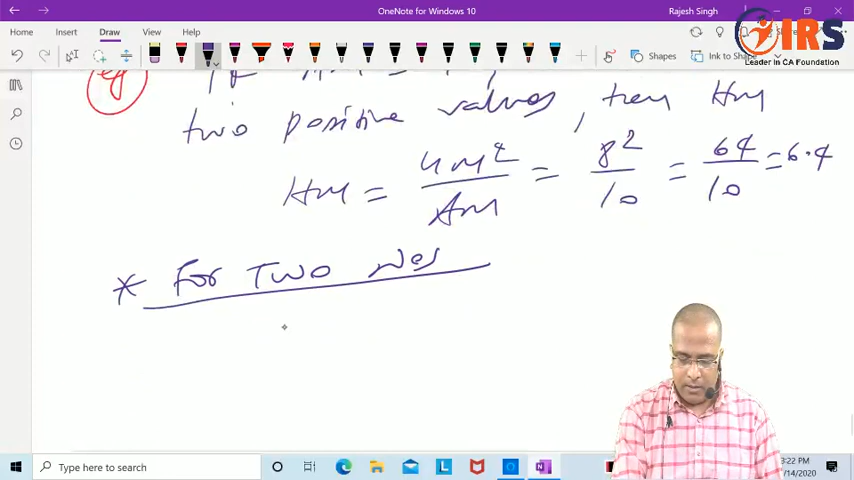 OneNote for Windows 10
Rajesh Singh
IRS
Leader in CA Foundation
Home Insert Draw View Help
Shapes Ink to Shape
eg
two positive values, then HM
HM = GM² / AM = 8² / 10 = 64 / 10 = 6.4
* For Two Nos
Type here to search
3:22 PM
/14/2020